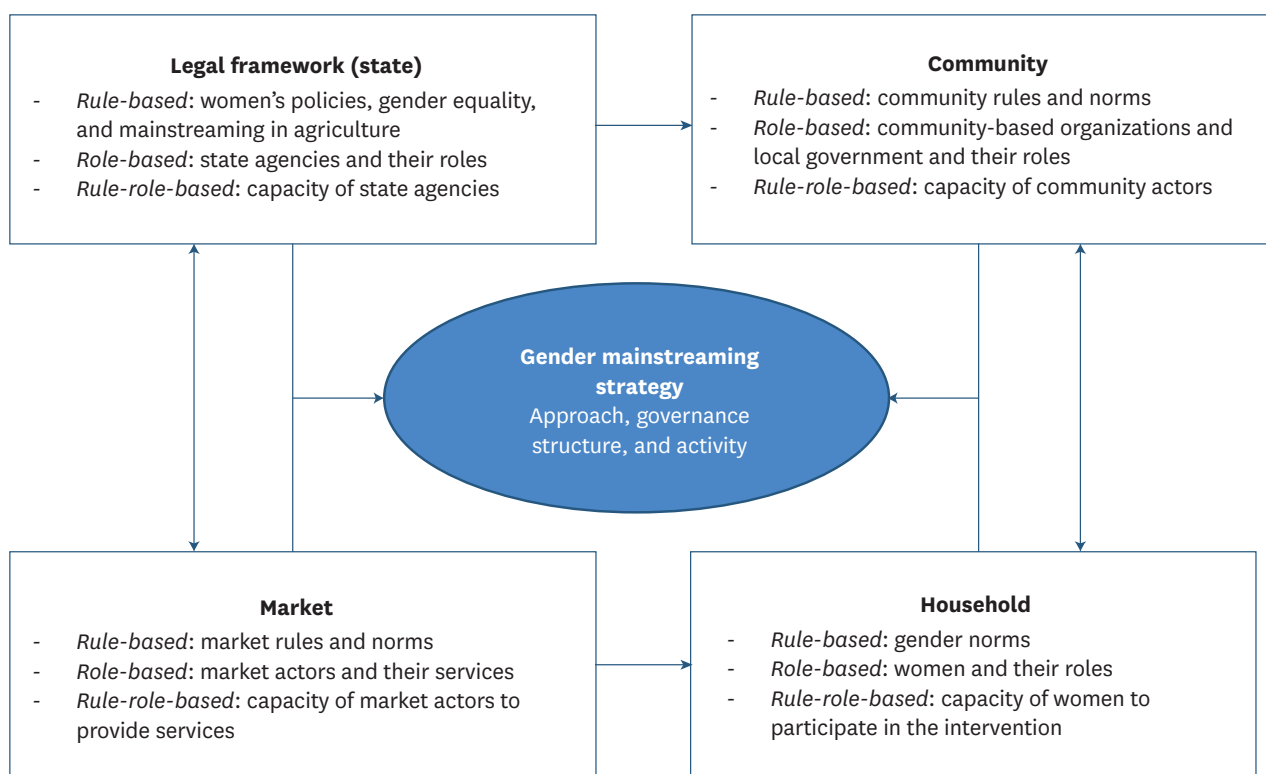 Legal framework (state)
- Rule-based: women's policies, gender equality,
and mainstreaming in agriculture
- Role-based: state agencies and their roles
- Rule-role-based: capacity of state agencies
Community
- Rule-based: community rules and norms
- Role-based: community-based organizations and
local government and their roles
- Rule-role-based: capacity of community actors
Gender mainstreaming
strategy
Approach, governance
structure, and activity
Market
- Rule-based: market rules and norms
- Role-based: market actors and their services
- Rule-role-based: capacity of market actors to
provide services
Household
- Rule-based: gender norms
- Role-based: women and their roles
- Rule-role-based: capacity of women to
participate in the intervention